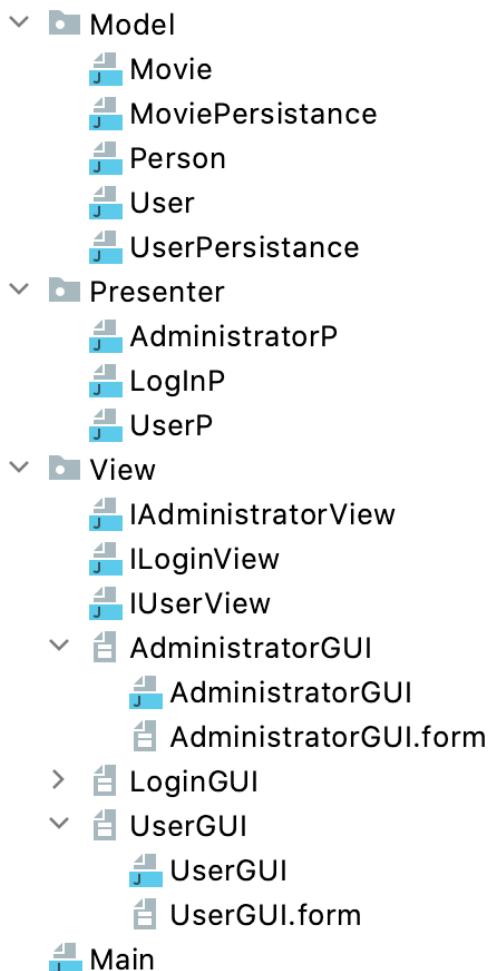 Model
Movie
MoviePersistance
Person
User
UserPersistance
Presenter
AdministratorP
LogInP
UserP
View
IAdministratorView
ILoginView
IUserView
AdministratorGUI
AdministratorGUI
AdministratorGUI.form
LoginGUI
UserGUI
UserGUI
UserGUI.form
Main